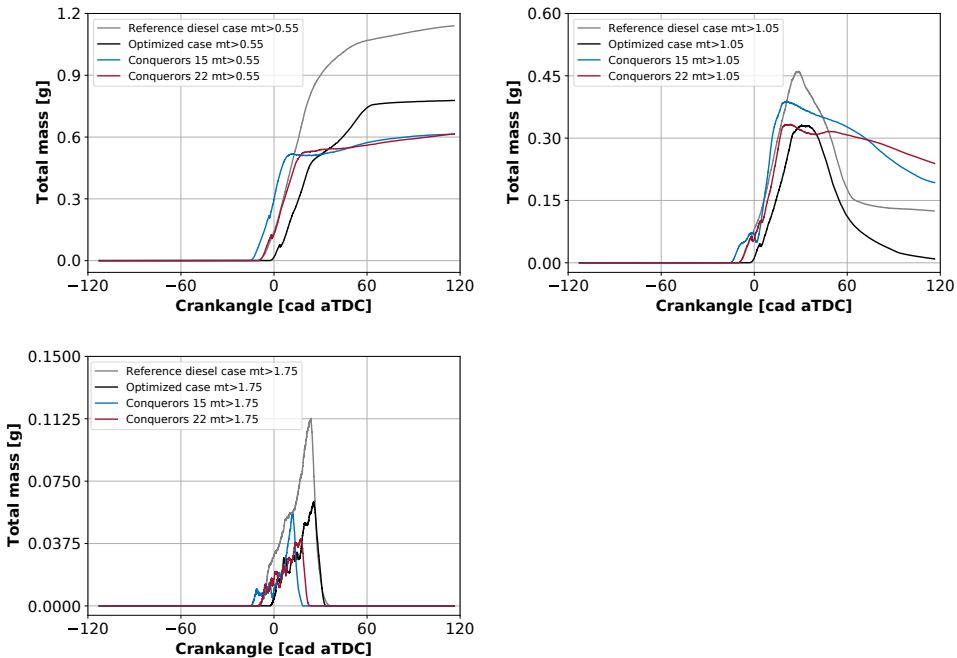 1.2
0.9
0.6
0.3
0.0
Total mass [g]
Reference diesel case mt>0.55
Optimized case mt>0.55
Conquerors 15 mt>0.55
Conquerors 22 mt>0.55
−120 −60 0 60 120
Crankangle [cad aTDC]
0.60
0.45
0.30
0.15
0.00
Total mass [g]
Reference diesel case mt>1.05
Optimized case mt>1.05
Conquerors 15 mt>1.05
Conquerors 22 mt>1.05
−120 −60 0 60 120
Crankangle [cad aTDC]
0.1500
0.1125
0.0750
0.0375
0.0000
Total mass [g]
Reference diesel case mt>1.75
Optimized case mt>1.75
Conquerors 15 mt>1.75
Conquerors 22 mt>1.75
−120 −60 0 60 120
Crankangle [cad aTDC]